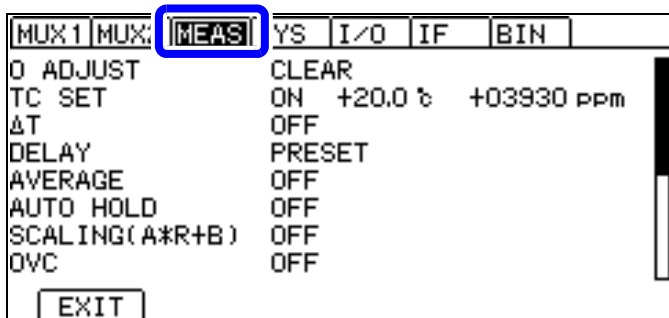 MUX1 MUX2 MEAS YS I/O IF BIN
0 ADJUST CLEAR
TC SET ON +20.0 ℃ +03930 ppm
ΔT OFF
DELAY PRESET
AVERAGE OFF
AUTO HOLD OFF
SCALING(A*R+B) OFF
OVC OFF
EXIT